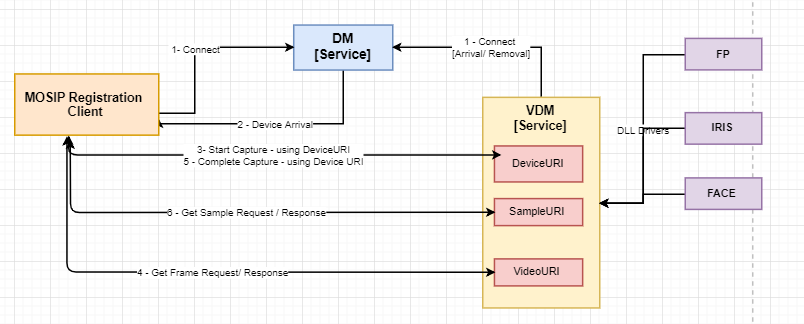 DM
[Service]
1- Connect
1 - Connect
[Arrival/ Removal]
FP
MOSIP Registration
Client
2 - Device Arrival
VDM
[Service]
DLL Drivers
IRIS
3- Start Capture - using DeviceURI
5 - Complete Capture - using Device URI
DeviceURI
FACE
6 - Get Sample Request / Response
SampleURI
4 - Get Frame Request/ Response
VideoURI